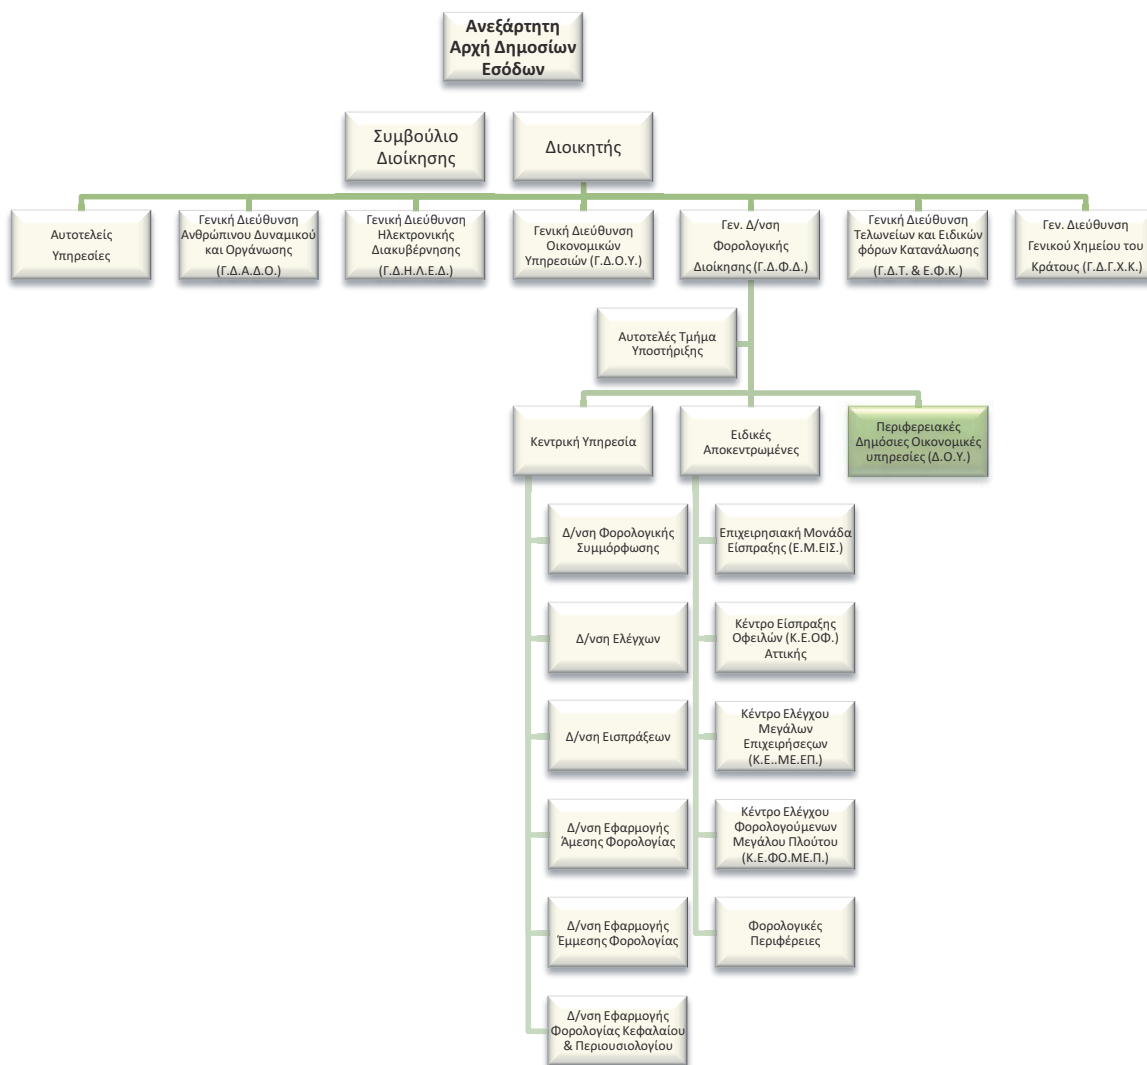 Ανεξάρτητη
Αρχή Δημοσίων
Εσόδων
Συμβούλιο
Διοίκησης
Διοικητής
Αυτοτελείς
Υπηρεσίες
Γενική Διεύθυνση
Ανθρώπινου Δυναμικού
και Οργάνωσης
(Γ.Δ.Α.Δ.Ο.)
Γενική Διεύθυνση
Ηλεκτρονικής
Διακυβέρνησης
(Γ.Δ.Η.Λ.Ε.Δ.)
Γενική Διεύθυνση
Οικονομικών
Υπηρεσιών (Γ.Δ.Ο.Υ.)
Γεν. Δ/νση
Φορολογικής
Διοίκησης (Γ.Δ.Φ.Δ.)
Γενική Διεύθυνση
Τελωνείων και Ειδικών
φόρων Κατανάλωσης
(Γ.Δ.Τ. & Ε.Φ.Κ.)
Γεν. Διεύθυνση
Γενικού Χημείου του
Κράτους (Γ.Δ.Γ.Χ.Κ.)
Αυτοτελές Τμήμα
Υποστήριξης
Κεντρική Υπηρεσία
Ειδικές
Αποκεντρωμένες
Περιφερειακές
Δημόσιες Οικονομικές
υπηρεσίες (Δ.Ο.Υ.)
Δ/νση Φορολογικής
Συμμόρφωσης
Δ/νση Ελέγχων
Δ/νση Εισπράξεων
Δ/νση Εφαρμογής
Άμεσης Φορολογίας
Δ/νση Εφαρμογής
Έμμεσης Φορολογίας
Δ/νση Εφαρμογής
Φορολογίας Κεφαλαίου
& Περιουσιολογίου
Επιχειρησιακή Μονάδα
Είσπραξης (Ε.Μ.ΕΙΣ.)
Κέντρο Είσπραξης
Οφειλών (Κ.Ε.ΟΦ.)
Αττικής
Κέντρο Ελέγχου
Μεγάλων
Επιχειρήσεςων
(Κ.Ε..ΜΕ.ΕΠ.)
Κέντρο Ελέγχου
Φορολογούμενων
Μεγάλου Πλούτου
(Κ.Ε.ΦΟ.ΜΕ.Π.)
Φορολογικές
Περιφέρειες